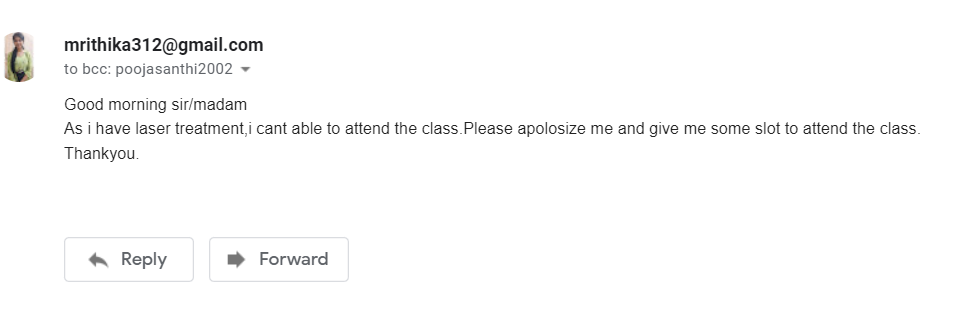 mrithika312@gmail.com
to bcc: poojasanthi2002
Good morning sir/madam
As i have laser treatment,i cant able to attend the class.Please apolosize me and give me some slot to attend the class.
Thankyou.
Reply Forward